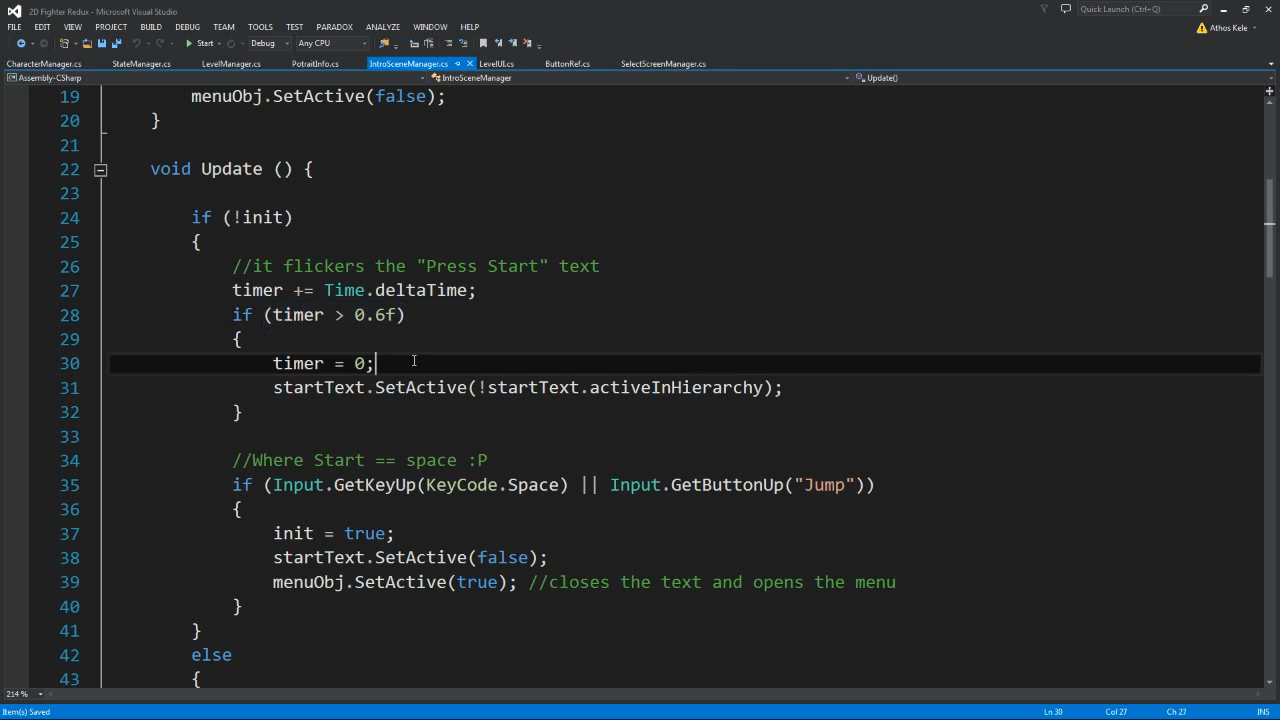 2D Fighter Redux - Microsoft Visual Studio
Quick Launch (Ctrl+Q)
FILE EDIT VIEW PROJECT BUILD DEBUG TEAM TOOLS TEST PARADOX ANALYZE WINDOW HELP
Athos Kele
Start Debug Any CPU
CharacterManager.cs StateManager.cs LevelManager.cs PotraitInfo.cs IntroSceneManager.cs LevelUI.cs ButtonRef.cs SelectScreenManager.cs
Assembly-CSharp IntroSceneManager Update()
19 menuObj.SetActive(false);
20 }
21
22 void Update () {
23
24 if (!init)
25 {
26 //it flickers the "Press Start" text
27 timer += Time.deltaTime;
28 if (timer > 0.6f)
29 {
30 timer = 0;
31 startText.SetActive(!startText.activeInHierarchy);
32 }
33
34 //Where Start == space :P
35 if (Input.GetKeyUp(KeyCode.Space) || Input.GetButtonUp("Jump"))
36 {
37 init = true;
38 startText.SetActive(false);
39 menuObj.SetActive(true); //closes the text and opens the menu
40 }
41 }
42 else
43 {
214 %
Item(s) Saved Ln 30 Col 27 Ch 27 INS